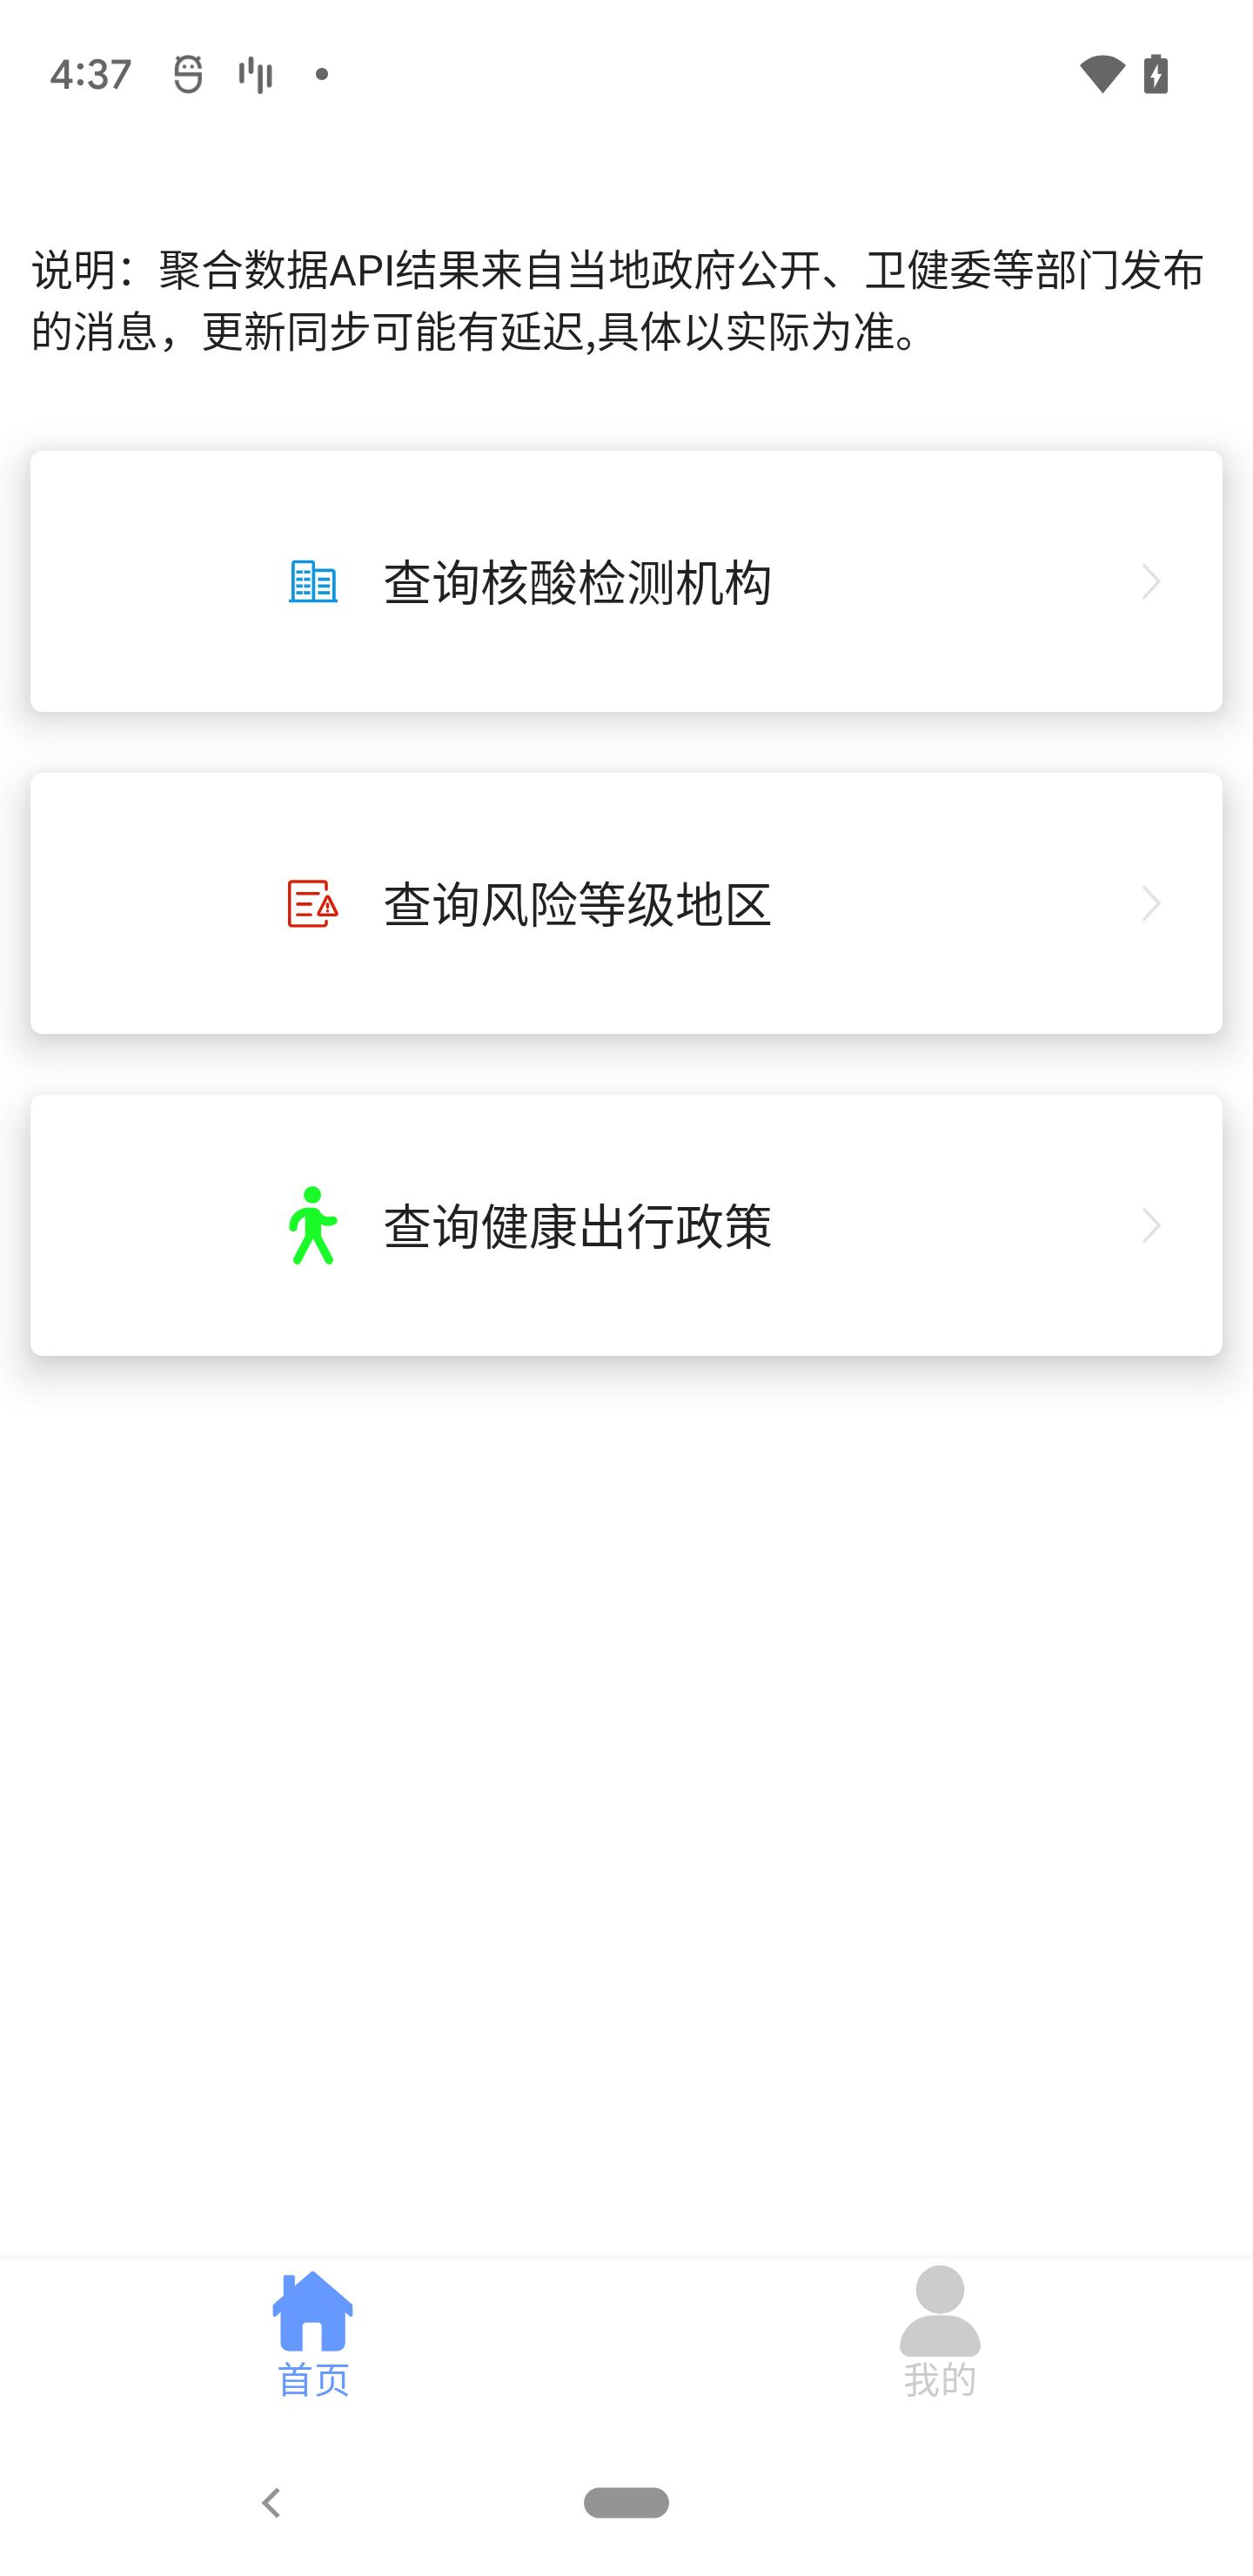 4:37
说明：聚合数据API结果来自当地政府公开、卫健委等部门发布
的消息，更新同步可能有延迟,具体以实际为准。
查询核酸检测机构
查询风险等级地区
查询健康出行政策
首页
我的